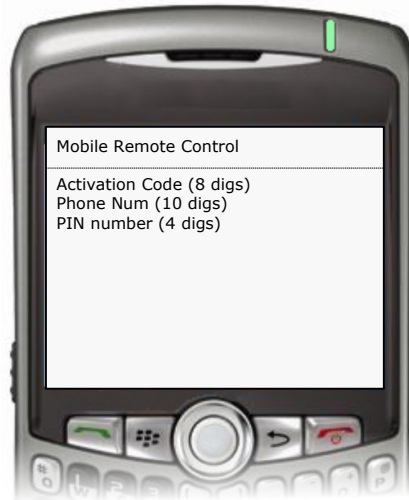 Mobile Remote Control
Activation Code (8 digs)
Phone Num (10 digs)
PIN number (4 digs)